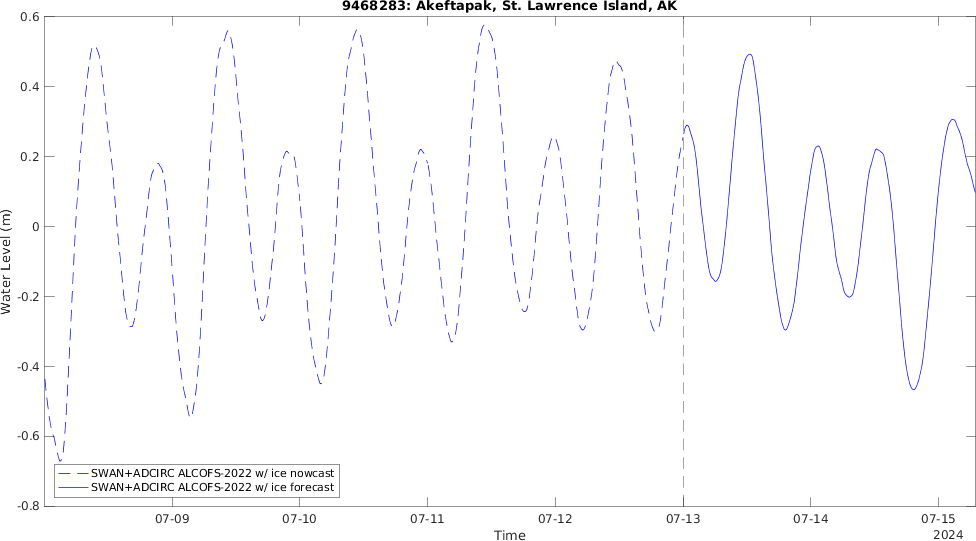 9468283: Akeftapak, St. Lawrence Island, AK
0.6
0.4
0.2
0
-0.2
-0.4
-0.6
-0.8
Water Level (m)
SWAN+ADCIRC ALCOFS-2022 w/ ice nowcast
SWAN+ADCIRC ALCOFS-2022 w/ ice forecast
07-09 07-10 07-11 07-12 07-13 07-14 07-15
Time
2024